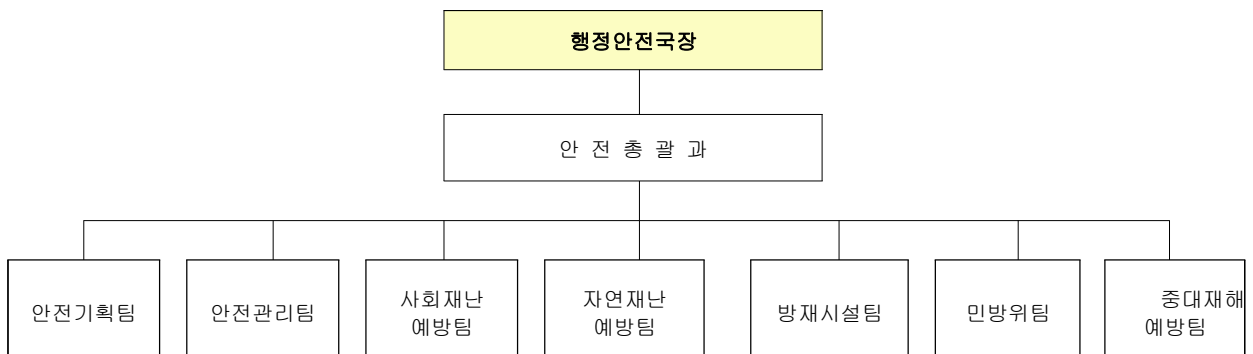 행정안전국장
안 전 총 괄 과
안전기획팀
안전관리팀
사회재난
예방팀
자연재난
예방팀
방재시설팀
민방위팀
중대재해
예방팀